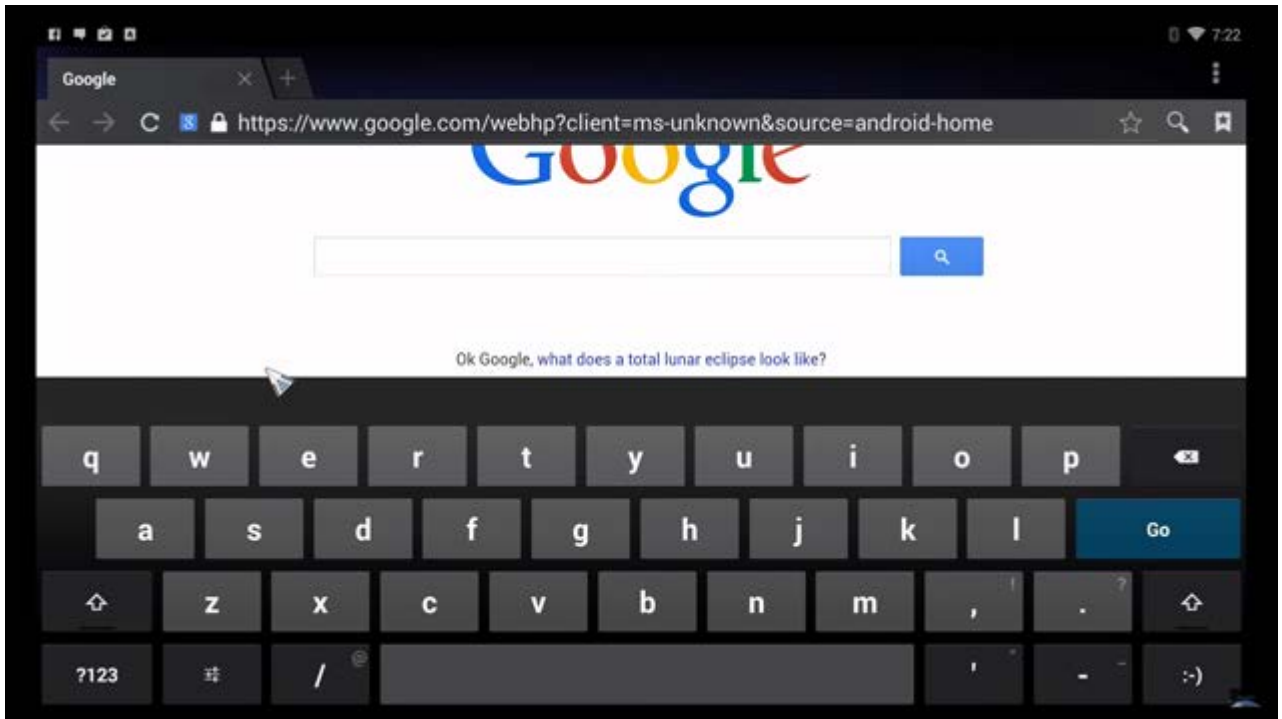 7:22
Google
https://www.google.com/webhp?client=ms-unknown&source=android-home
Google
Ok Google, what does a total lunar eclipse look like?
q w e r t y u i o p
a s d f g h j k l Go
z x c v b n m , ! . ?
?123 / @ ' " - _ :-)